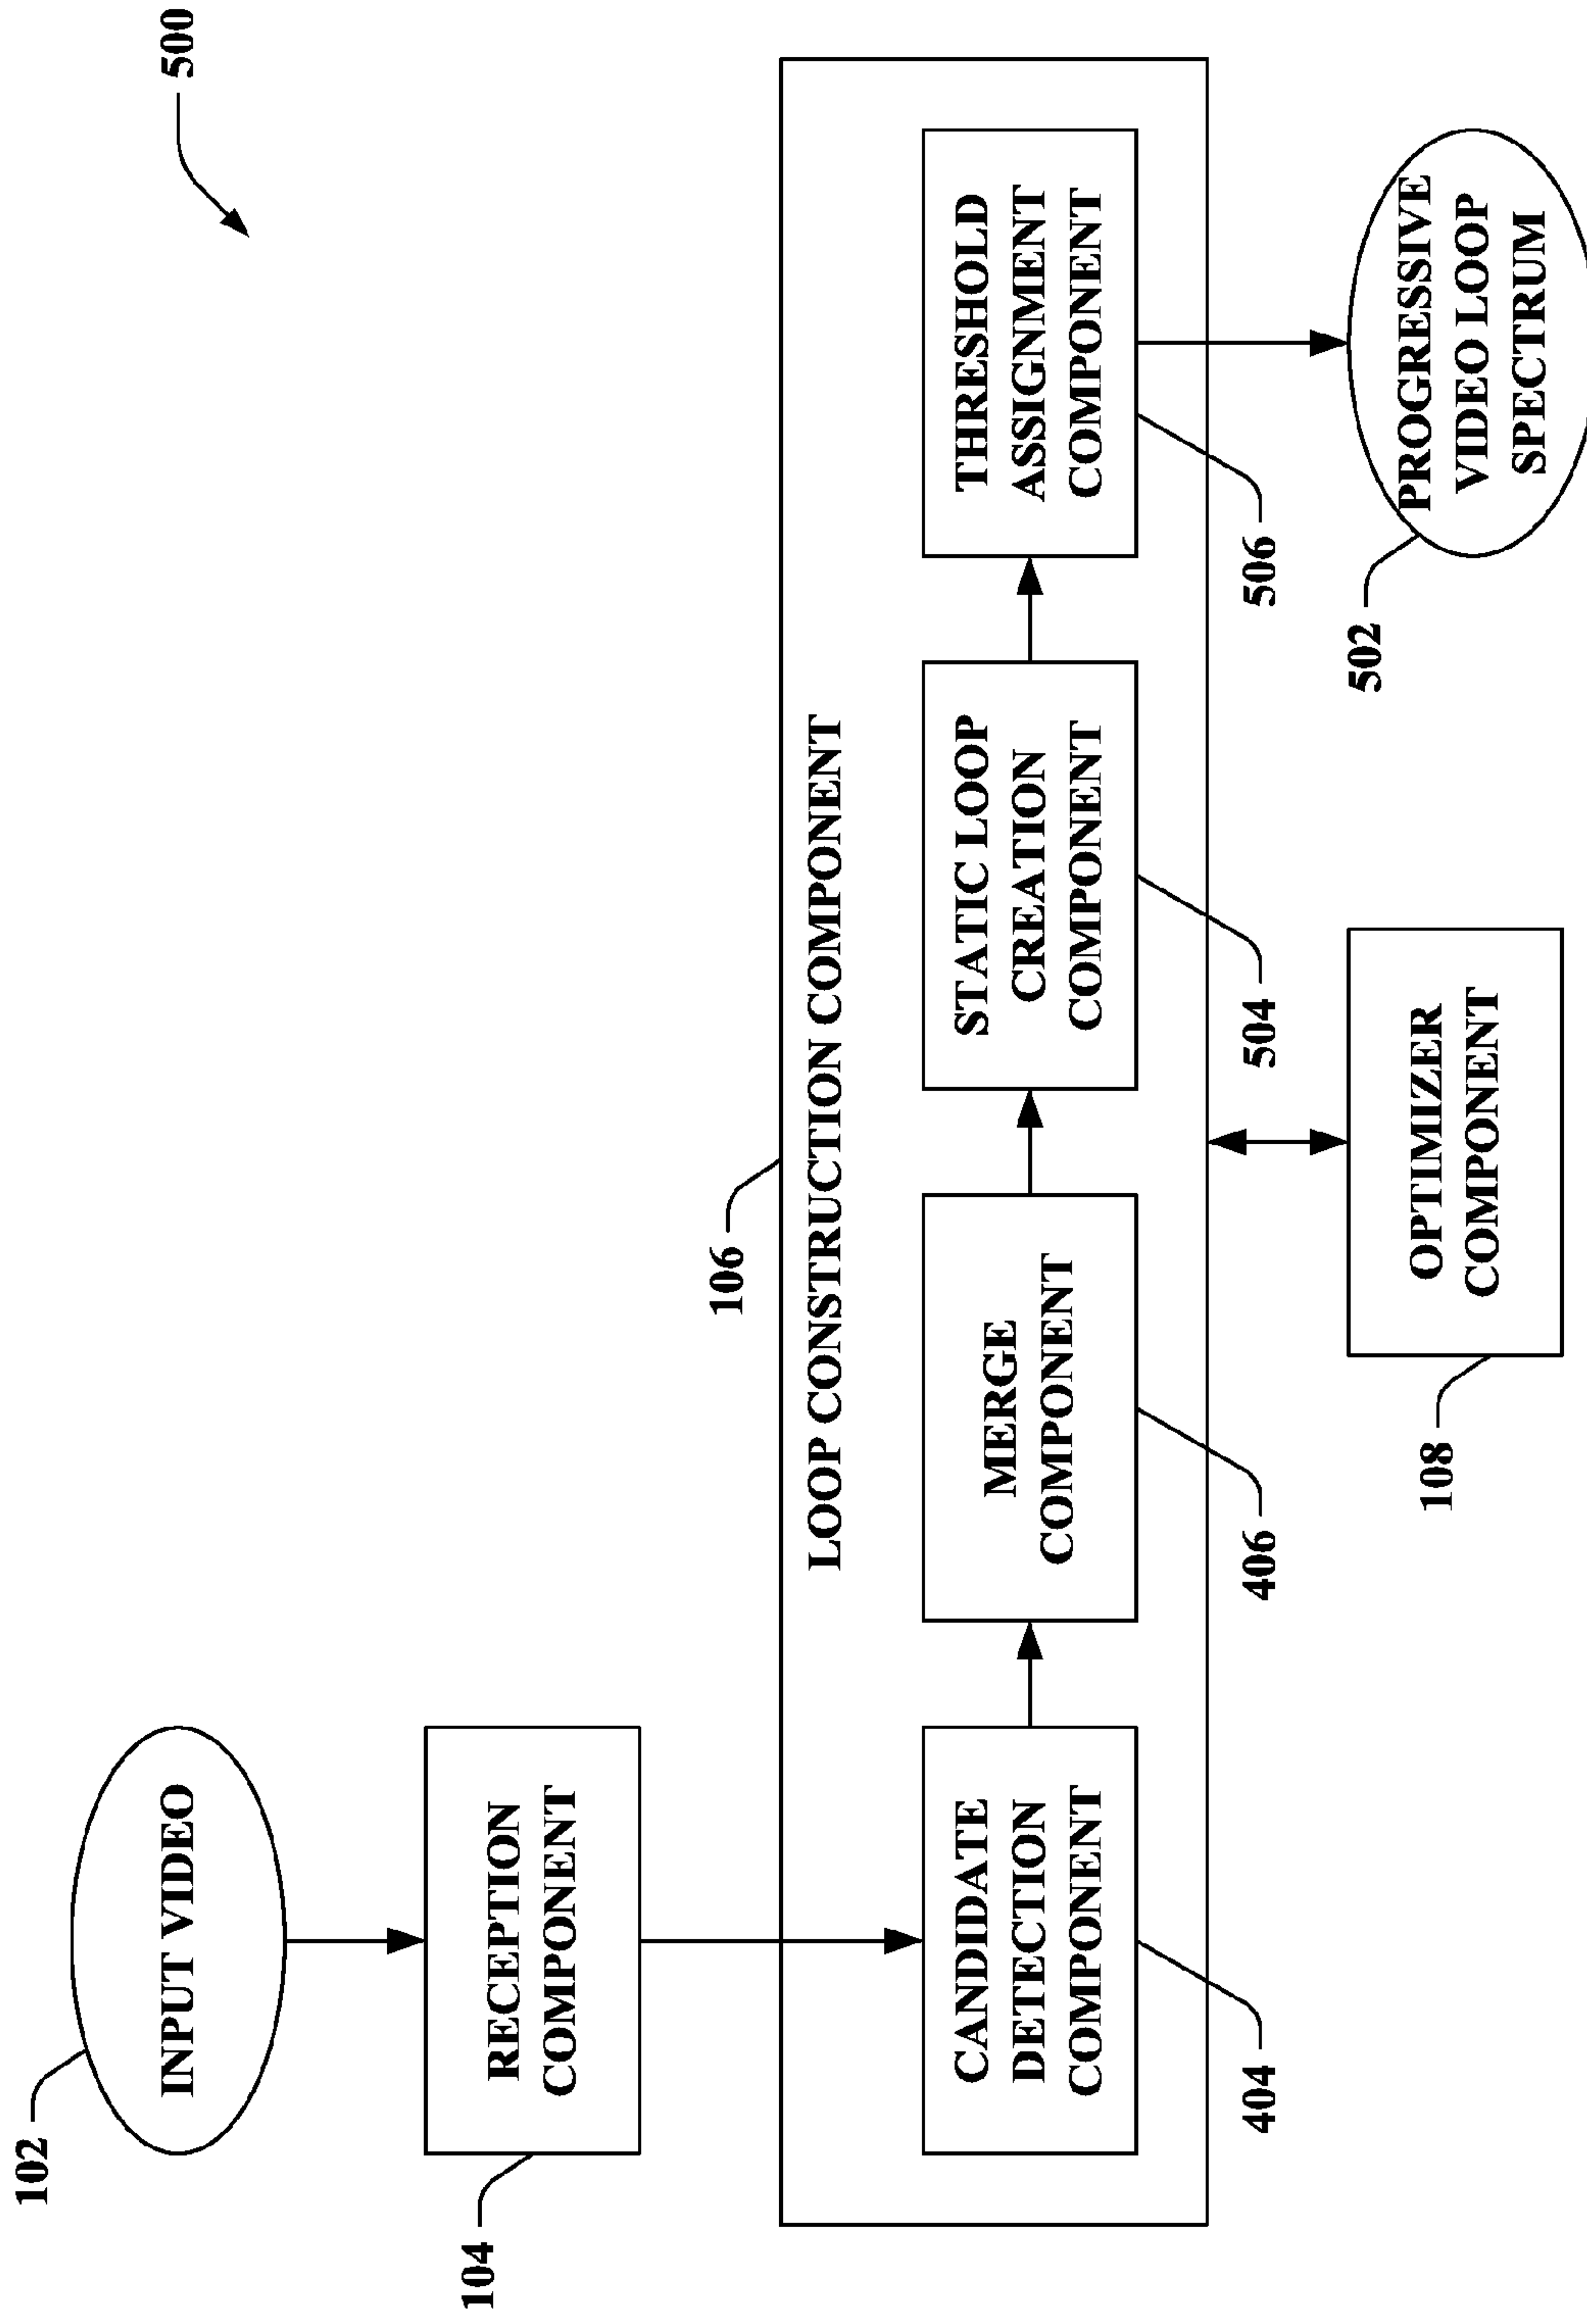 500
102
INPUT VIDEO
104
RECEPTION
COMPONENT
106
LOOP CONSTRUCTION COMPONENT
CANDIDATE
DETECTION
COMPONENT
MERGE
COMPONENT
STATIC LOOP
CREATION
COMPONENT
THRESHOLD
ASSIGNMENT
COMPONENT
404
406
504
506
108
OPTIMIZER
COMPONENT
502
PROGRESSIVE
VIDEO LOOP
SPECTRUM